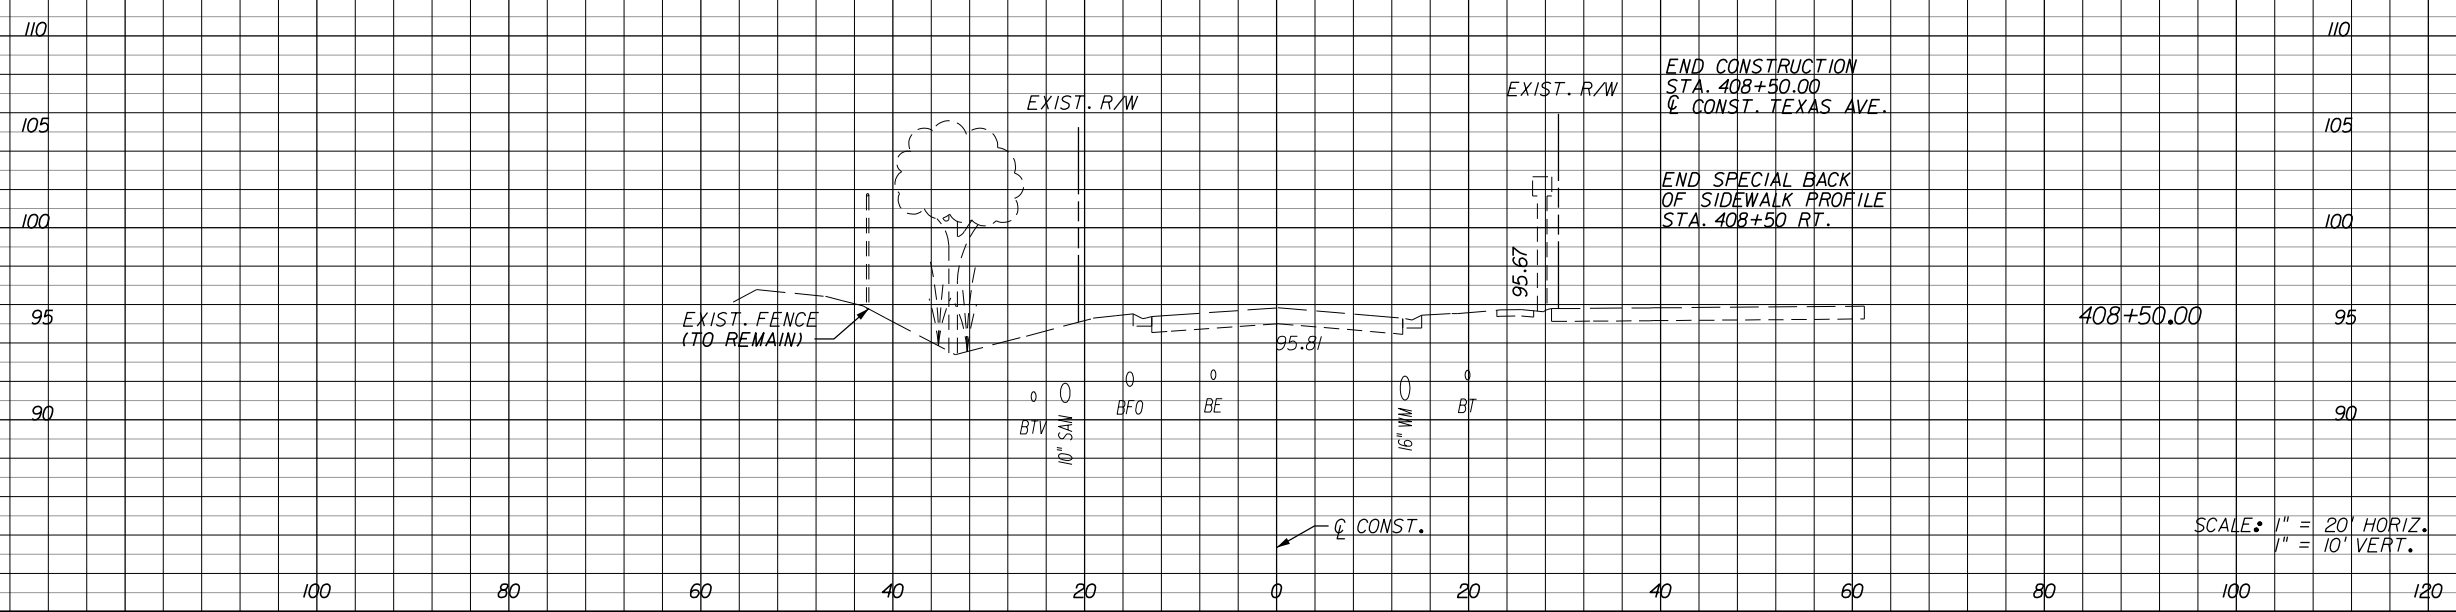 110
110
EXIST. R/W
EXIST. R/W
END CONSTRUCTION
STA. 408+50.00
℄ CONST. TEXAS AVE.
105
105
END SPECIAL BACK
OF SIDEWALK PROFILE
STA. 408+50 RT.
100
100
95.67
EXIST. FENCE
(TO REMAIN)
95
408+50.00
95
95.81
90
BTV
10" SAN
BFO
BE
16" WM
BT
90
℄ CONST.
SCALE: 1" = 20' HORIZ.
1" = 10' VERT.
100 80 60 40 20 0 20 40 60 80 100 120